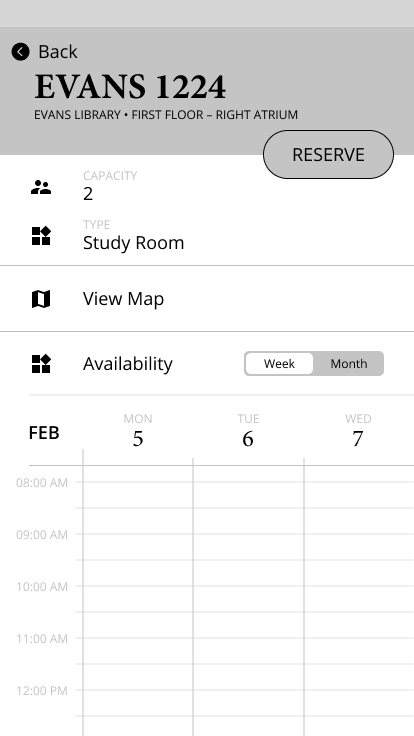 Back
EVANS 1224
EVANS LIBRARY • FIRST FLOOR – RIGHT ATRIUM
RESERVE
CAPACITY
2
TYPE
Study Room
View Map
Availability
Week Month
FEB
MON TUE WED
5 6 7
08:00 AM
09:00 AM
10:00 AM
11:00 AM
12:00 PM